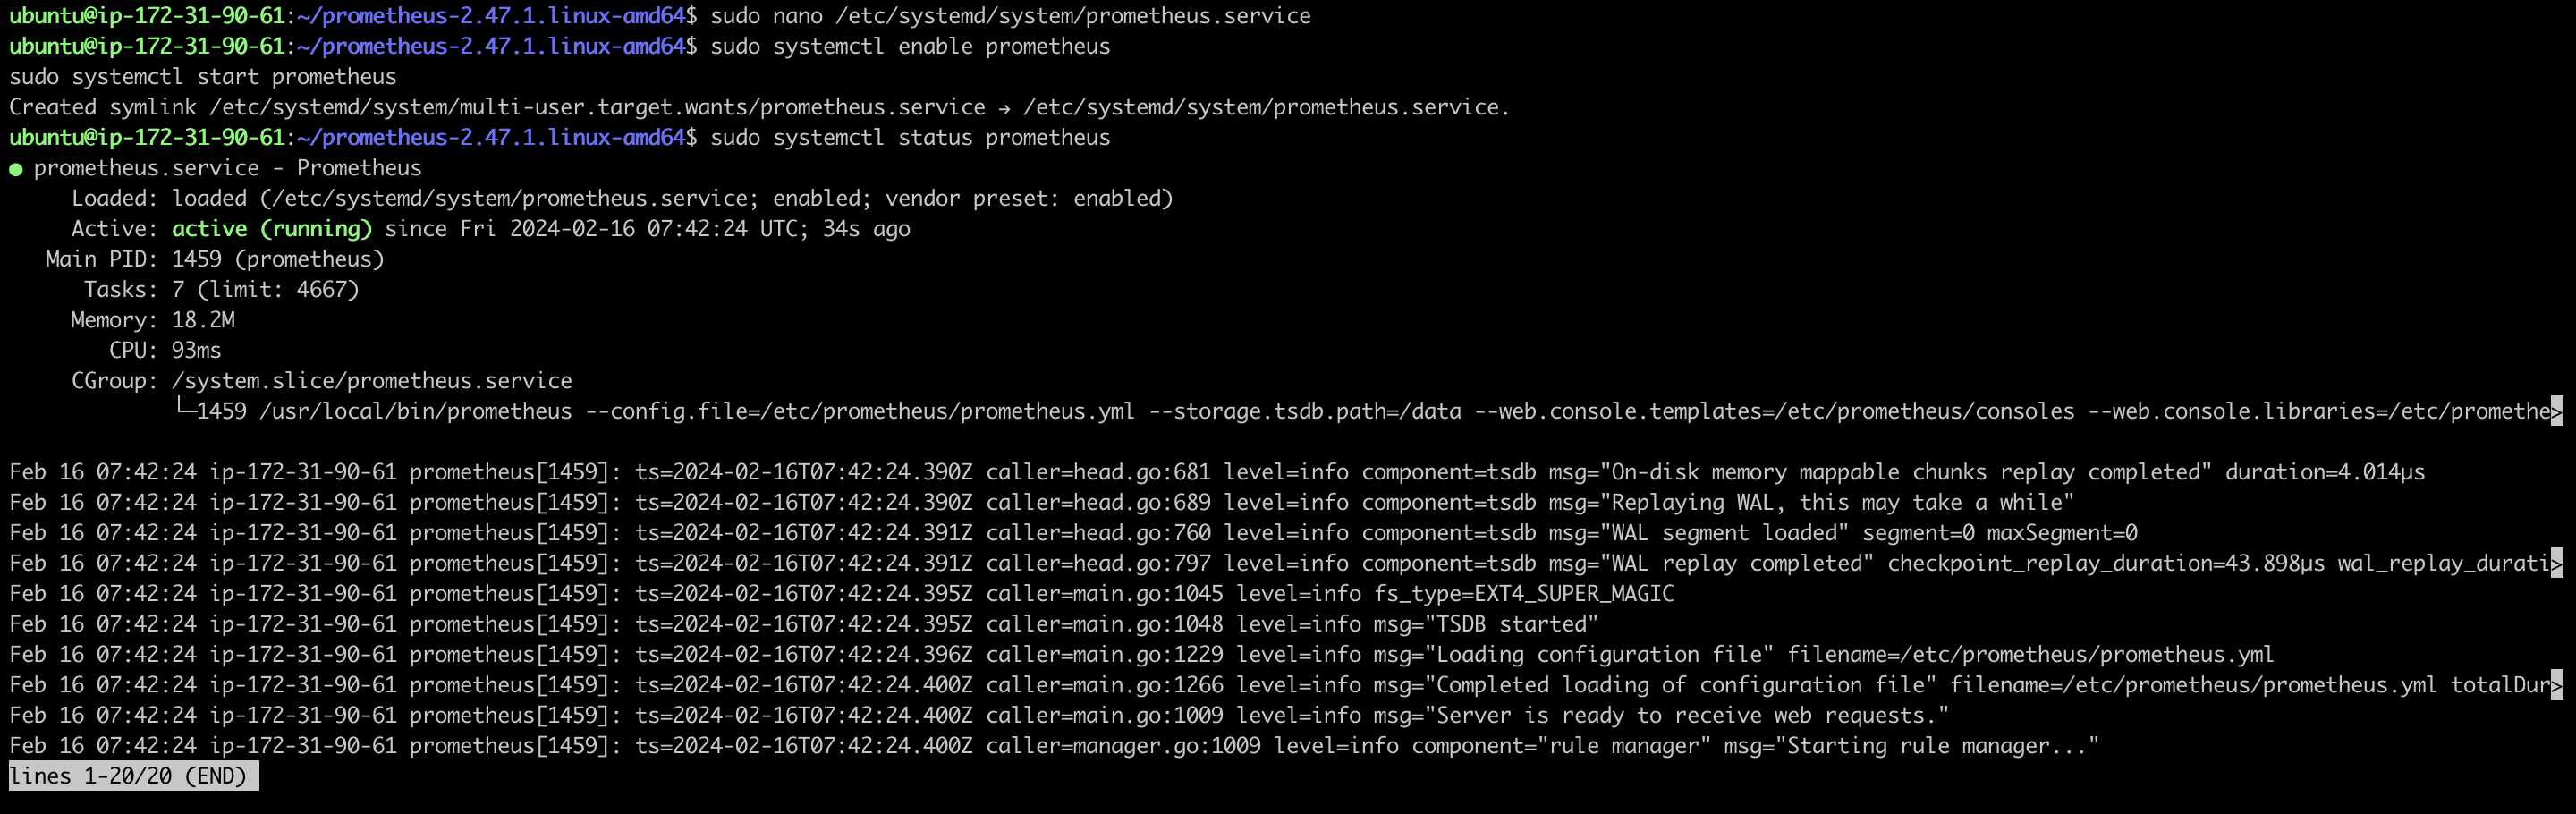 ubuntu@ip-172-31-90-61:~/prometheus-2.47.1.linux-amd64$ sudo nano /etc/systemd/system/prometheus.service
ubuntu@ip-172-31-90-61:~/prometheus-2.47.1.linux-amd64$ sudo systemctl enable prometheus
sudo systemctl start prometheus
Created symlink /etc/systemd/system/multi-user.target.wants/prometheus.service → /etc/systemd/system/prometheus.service.
ubuntu@ip-172-31-90-61:~/prometheus-2.47.1.linux-amd64$ sudo systemctl status prometheus
● prometheus.service - Prometheus
     Loaded: loaded (/etc/systemd/system/prometheus.service; enabled; vendor preset: enabled)
     Active: active (running) since Fri 2024-02-16 07:42:24 UTC; 34s ago
   Main PID: 1459 (prometheus)
      Tasks: 7 (limit: 4667)
     Memory: 18.2M
        CPU: 93ms
     CGroup: /system.slice/prometheus.service
             └─1459 /usr/local/bin/prometheus --config.file=/etc/prometheus/prometheus.yml --storage.tsdb.path=/data --web.console.templates=/etc/prometheus/consoles --web.console.libraries=/etc/promethe>
Feb 16 07:42:24 ip-172-31-90-61 prometheus[1459]: ts=2024-02-16T07:42:24.390Z caller=head.go:681 level=info component=tsdb msg="On-disk memory mappable chunks replay completed" duration=4.014µs
Feb 16 07:42:24 ip-172-31-90-61 prometheus[1459]: ts=2024-02-16T07:42:24.390Z caller=head.go:689 level=info component=tsdb msg="Replaying WAL, this may take a while"
Feb 16 07:42:24 ip-172-31-90-61 prometheus[1459]: ts=2024-02-16T07:42:24.391Z caller=head.go:760 level=info component=tsdb msg="WAL segment loaded" segment=0 maxSegment=0
Feb 16 07:42:24 ip-172-31-90-61 prometheus[1459]: ts=2024-02-16T07:42:24.391Z caller=head.go:797 level=info component=tsdb msg="WAL replay completed" checkpoint_replay_duration=43.898µs wal_replay_durati>
Feb 16 07:42:24 ip-172-31-90-61 prometheus[1459]: ts=2024-02-16T07:42:24.395Z caller=main.go:1045 level=info fs_type=EXT4_SUPER_MAGIC
Feb 16 07:42:24 ip-172-31-90-61 prometheus[1459]: ts=2024-02-16T07:42:24.395Z caller=main.go:1048 level=info msg="TSDB started"
Feb 16 07:42:24 ip-172-31-90-61 prometheus[1459]: ts=2024-02-16T07:42:24.396Z caller=main.go:1229 level=info msg="Loading configuration file" filename=/etc/prometheus/prometheus.yml
Feb 16 07:42:24 ip-172-31-90-61 prometheus[1459]: ts=2024-02-16T07:42:24.400Z caller=main.go:1266 level=info msg="Completed loading of configuration file" filename=/etc/prometheus/prometheus.yml totalDur>
Feb 16 07:42:24 ip-172-31-90-61 prometheus[1459]: ts=2024-02-16T07:42:24.400Z caller=main.go:1009 level=info msg="Server is ready to receive web requests."
Feb 16 07:42:24 ip-172-31-90-61 prometheus[1459]: ts=2024-02-16T07:42:24.400Z caller=manager.go:1009 level=info component="rule manager" msg="Starting rule manager..."
lines 1-20/20 (END)